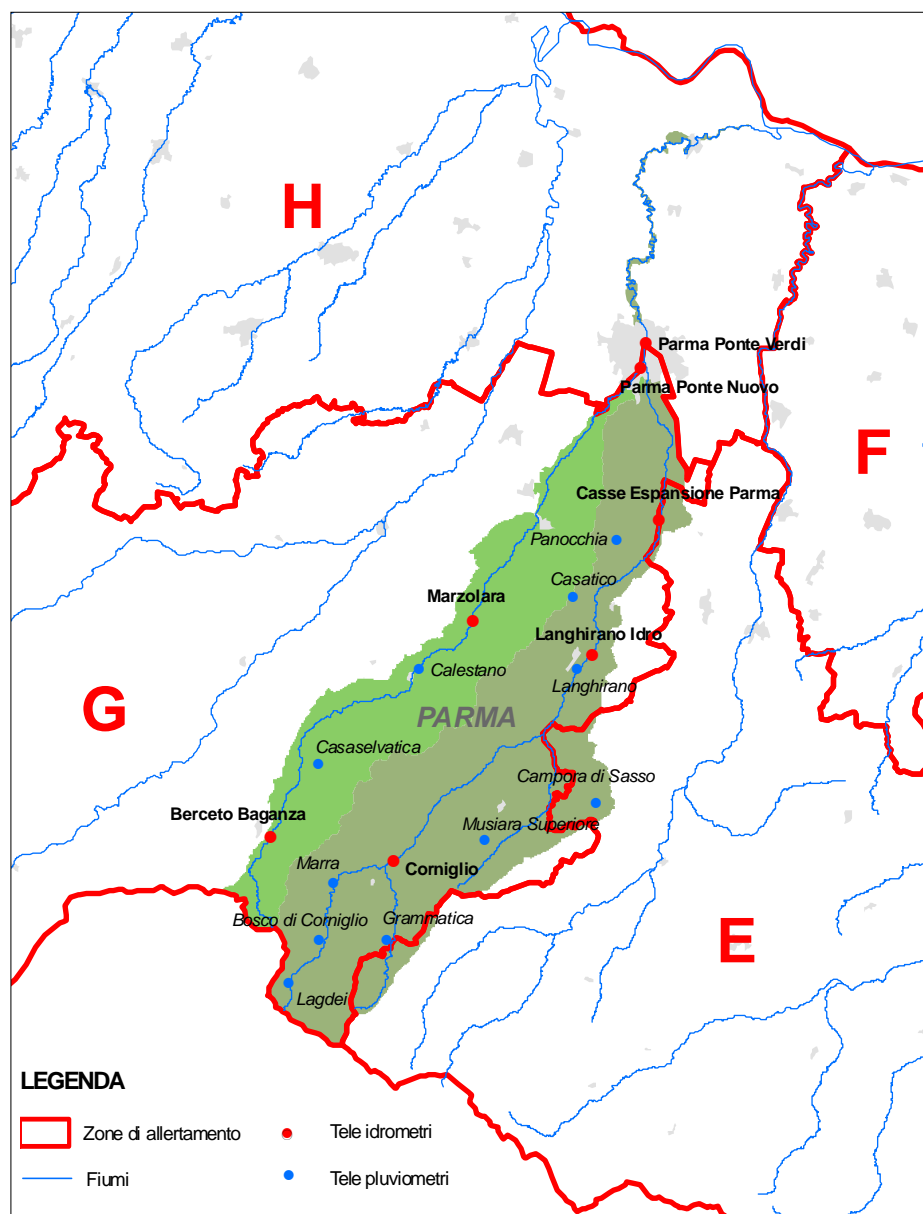 H
Parma Ponte Verdi
Parma Ponte Nuovo
F
Casse Espansione Parma
Panocchia
Casatico
Marzolara
Langhirano Idro
Calestano
Langhirano
G
PARMA
Casaselvatica
Campora di Sasso
Berceto Baganza
Musiara Superiore
Marra
Corniglio
Bosco di Corniglio
Grammatica
E
Lagdei
LEGENDA
Zone di allertamento
Tele idrometri
Fiumi
Tele pluviometri